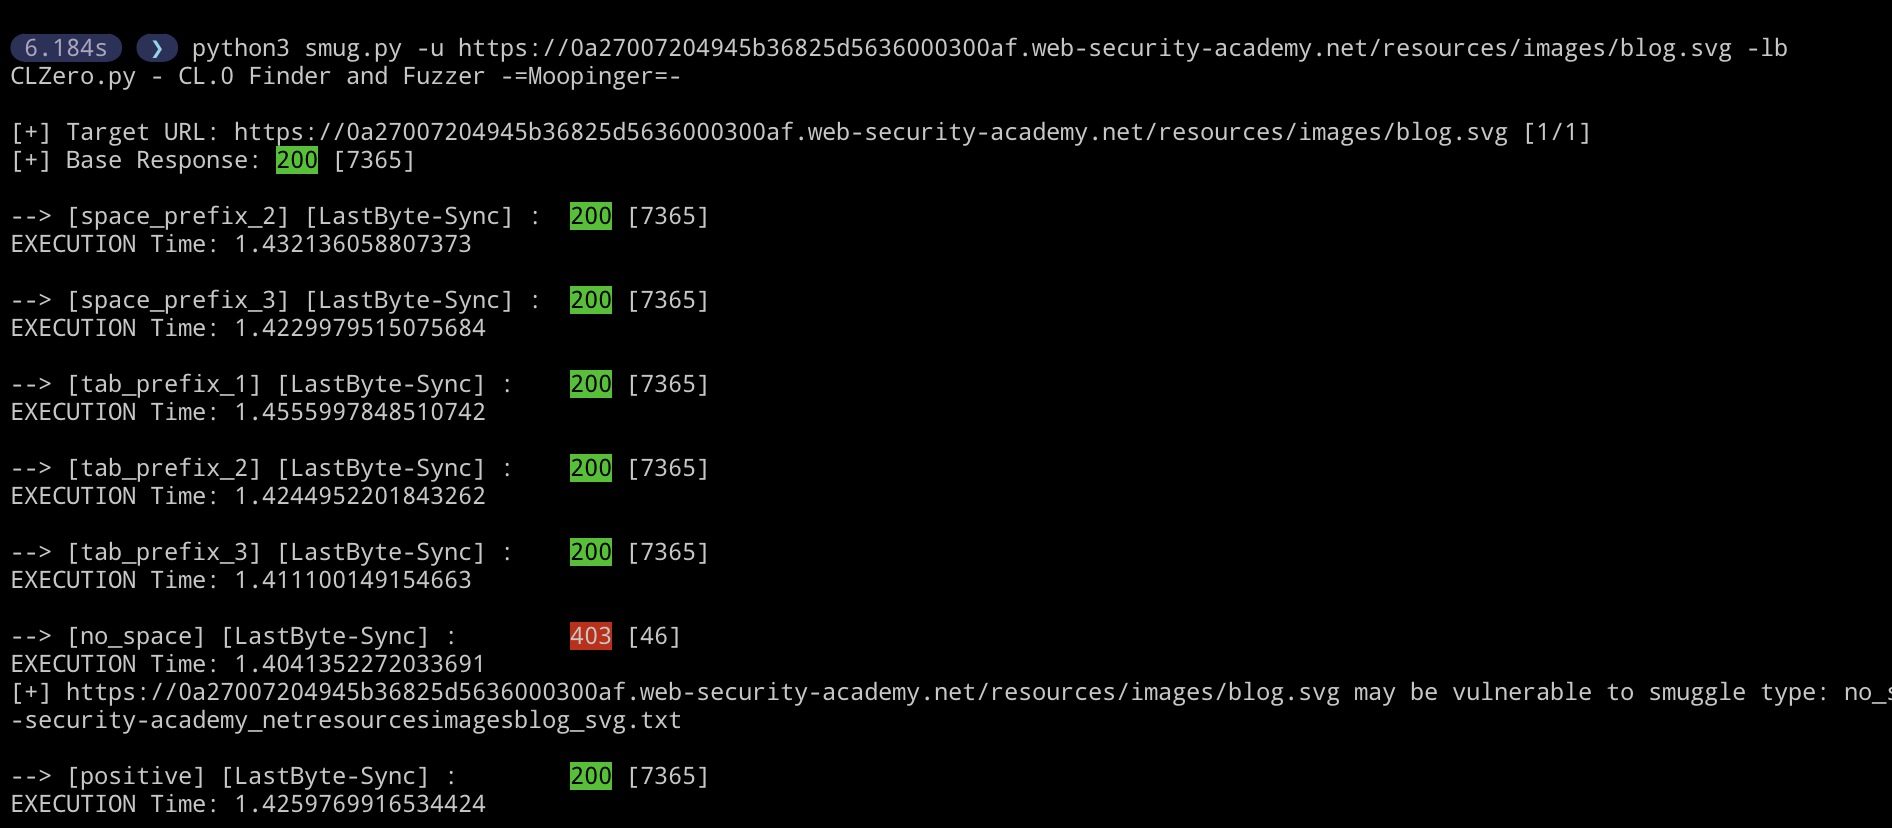 6.184s ❯ python3 smug.py -u https://0a27007204945b36825d5636000300af.web-security-academy.net/resources/images/blog.svg -lb
CLZero.py - CL.0 Finder and Fuzzer -=Moopinger=-
[+] Target URL: https://0a27007204945b36825d5636000300af.web-security-academy.net/resources/images/blog.svg [1/1]
[+] Base Response: 200 [7365]
--> [space_prefix_2] [LastByte-Sync] : 200 [7365]
EXECUTION Time: 1.432136058807373
--> [space_prefix_3] [LastByte-Sync] : 200 [7365]
EXECUTION Time: 1.4229979515075684
--> [tab_prefix_1] [LastByte-Sync] : 200 [7365]
EXECUTION Time: 1.4555997848510742
--> [tab_prefix_2] [LastByte-Sync] : 200 [7365]
EXECUTION Time: 1.4244952201843262
--> [tab_prefix_3] [LastByte-Sync] : 200 [7365]
EXECUTION Time: 1.411100149154663
--> [no_space] [LastByte-Sync] : 403 [46]
EXECUTION Time: 1.4041352272033691
[+] https://0a27007204945b36825d5636000300af.web-security-academy.net/resources/images/blog.svg may be vulnerable to smuggle type: no_s
-security-academy_netresourcesimagesblog_svg.txt
--> [positive] [LastByte-Sync] : 200 [7365]
EXECUTION Time: 1.4259769916534424